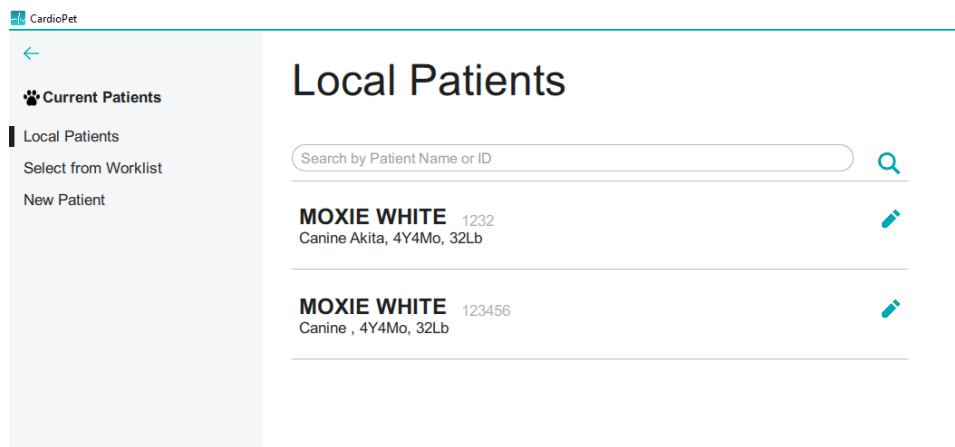 CardioPet
Current Patients
Local Patients
Select from Worklist
New Patient
Local Patients
Search by Patient Name or ID
MOXIE WHITE 1232
Canine Akita, 4Y4Mo, 32Lb
MOXIE WHITE 123456
Canine , 4Y4Mo, 32Lb